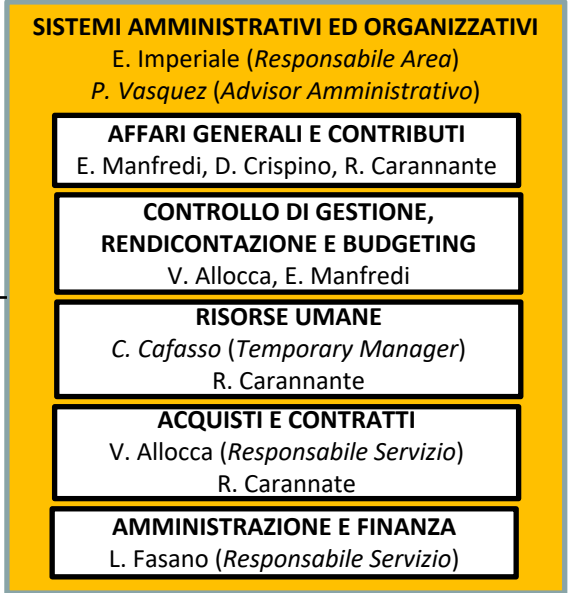 SISTEMI AMMINISTRATIVI ED ORGANIZZATIVI
E. Imperiale (Responsabile Area)
P. Vasquez (Advisor Amministrativo)
AFFARI GENERALI E CONTRIBUTI
E. Manfredi, D. Crispino, R. Carannante
CONTROLLO DI GESTIONE,
RENDICONTAZIONE E BUDGETING
V. Allocca, E. Manfredi
RISORSE UMANE
C. Cafasso (Temporary Manager)
R. Carannante
ACQUISTI E CONTRATTI
V. Allocca (Responsabile Servizio)
R. Carannate
AMMINISTRAZIONE E FINANZA
L. Fasano (Responsabile Servizio)